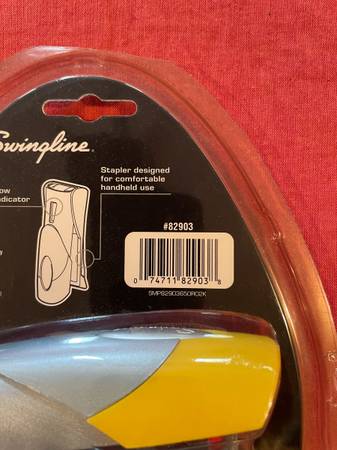 Swingline.
Stapler designed
for comfortable
handheld use
#82903
0 74711 82903 8